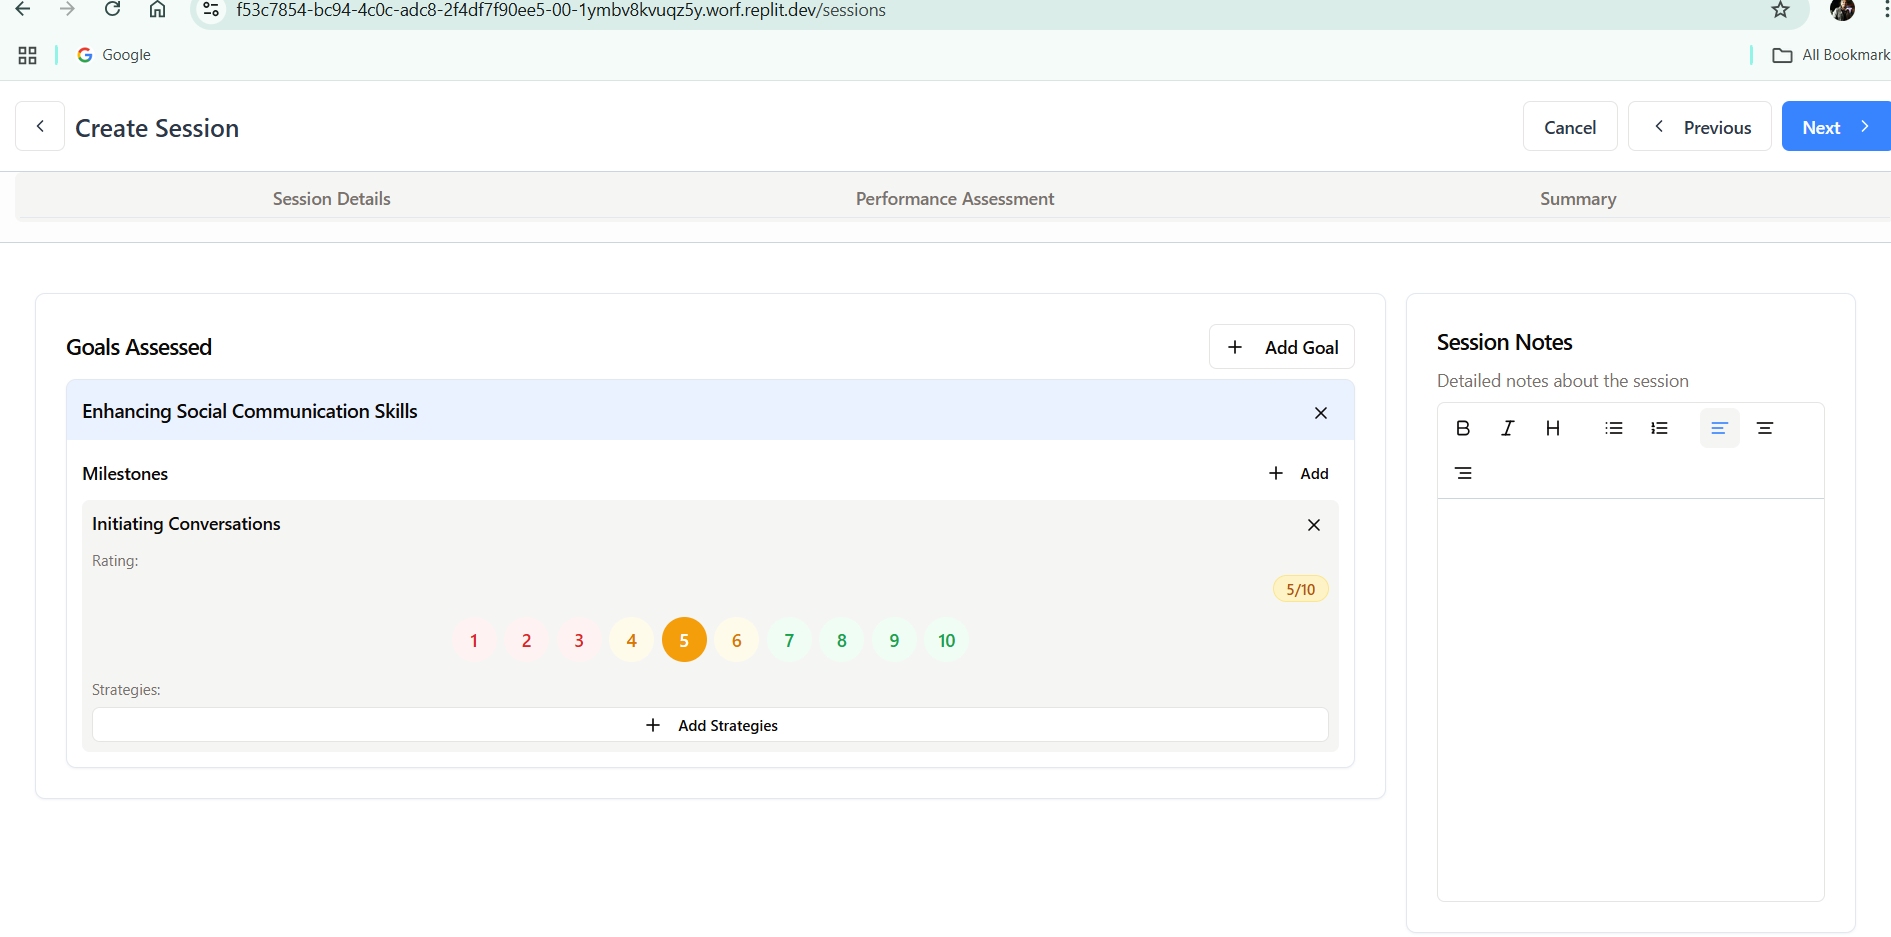 f53c7854-bc94-4c0c-adc8-2f4df7f90ee5-00-1ymbv8kvuqz5y.worf.replit.dev/sessions
Google
All Bookmark
Create Session
Cancel
Previous
Next
Session Details
Performance Assessment
Summary
Goals Assessed
Add Goal
Enhancing Social Communication Skills
Milestones
Add
Initiating Conversations
Rating:
5/10
1 2 3 4 5 6 7 8 9 10
Strategies:
Add Strategies
Session Notes
Detailed notes about the session
B I H